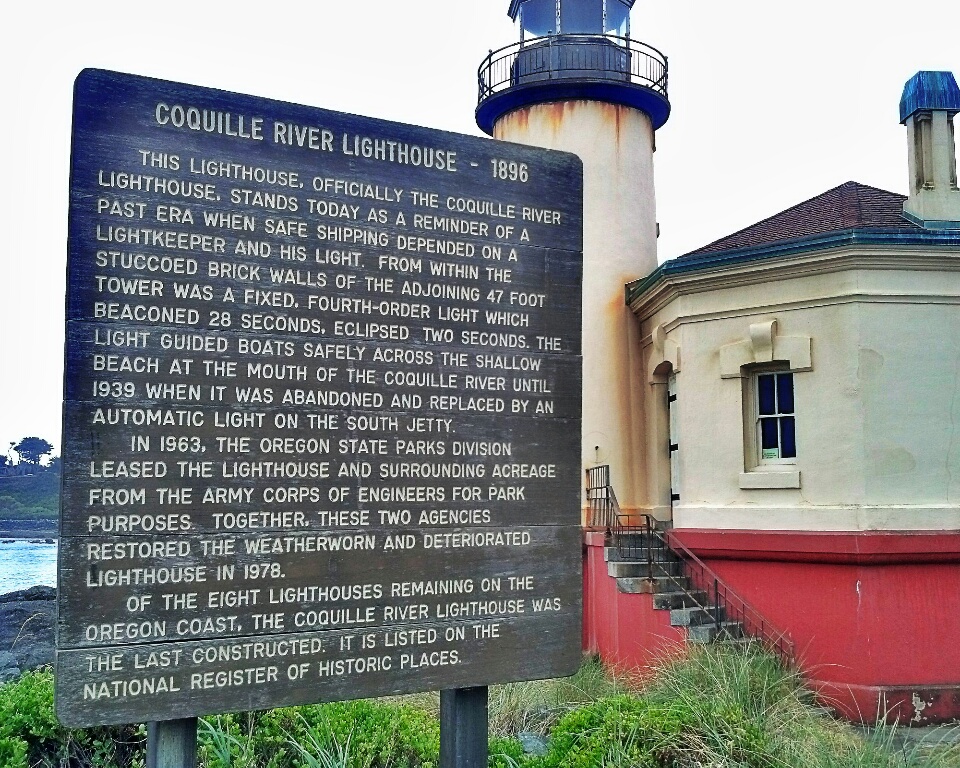 COQUILLE RIVER LIGHTHOUSE - 1896
THIS LIGHTHOUSE, OFFICIALLY THE COQUILLE RIVER
LIGHTHOUSE, STANDS TODAY AS A REMINDER OF A
PAST ERA WHEN SAFE SHIPPING DEPENDED ON A
LIGHTKEEPER AND HIS LIGHT. FROM WITHIN THE
STUCCOED BRICK WALLS OF THE ADJOINING 47 FOOT
TOWER WAS A FIXED, FOURTH-ORDER LIGHT WHICH
BEACONED 28 SECONDS, ECLIPSED TWO SECONDS. THE
LIGHT GUIDED BOATS SAFELY ACROSS THE SHALLOW
BEACH AT THE MOUTH OF THE COQUILLE RIVER UNTIL
1939 WHEN IT WAS ABANDONED AND REPLACED BY AN
AUTOMATIC LIGHT ON THE SOUTH JETTY.
IN 1963, THE OREGON STATE PARKS DIVISION
LEASED THE LIGHTHOUSE AND SURROUNDING ACREAGE
FROM THE ARMY CORPS OF ENGINEERS FOR PARK
PURPOSES. TOGETHER, THESE TWO AGENCIES
RESTORED THE WEATHERWORN AND DETERIORATED
LIGHTHOUSE IN 1978.
OF THE EIGHT LIGHTHOUSES REMAINING ON THE
OREGON COAST, THE COQUILLE RIVER LIGHTHOUSE WAS
THE LAST CONSTRUCTED. IT IS LISTED ON THE
NATIONAL REGISTER OF HISTORIC PLACES.